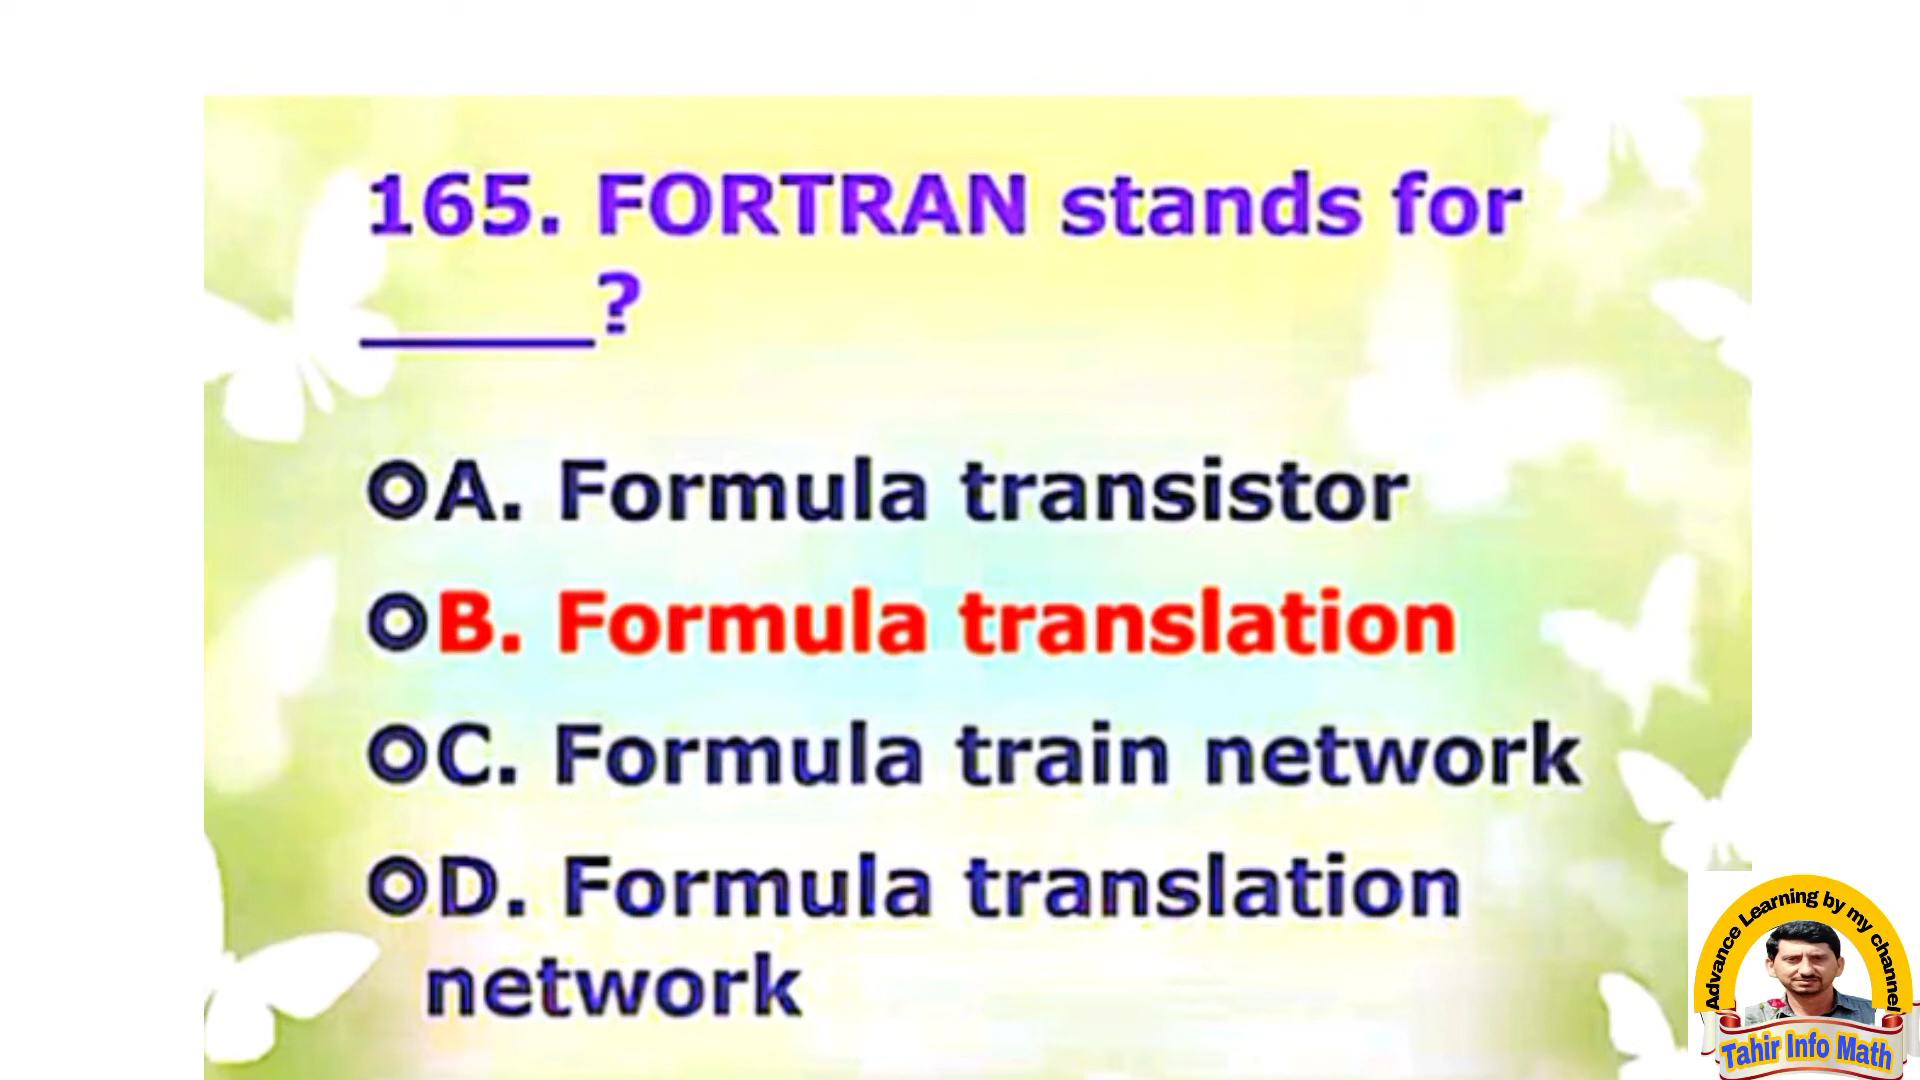 165. FORTRAN stands for
______?
A. Formula transistor
B. Formula translation
C. Formula train network
D. Formula translation
network
Advance Learning by my channel
Tahir Info Math